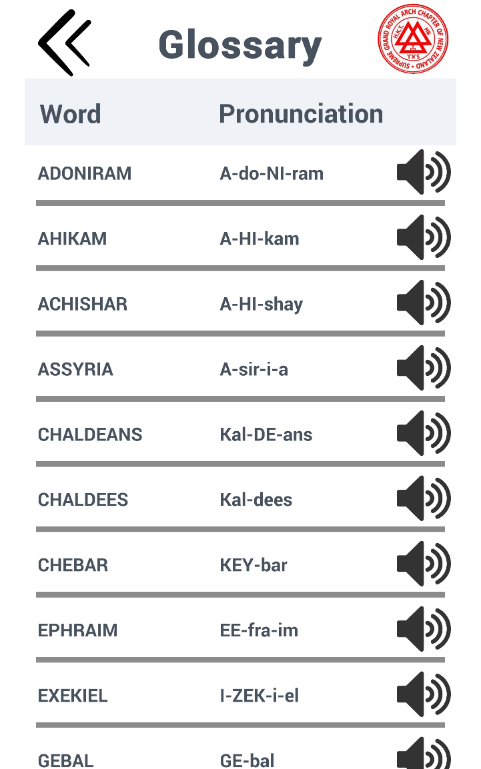 Glossary
SUPREME GRAND ROYAL ARCH CHAPTER OF NEW ZEALAND
Word Pronunciation
ADONIRAM A-do-NI-ram
AHIKAM A-HI-kam
ACHISHAR A-HI-shay
ASSYRIA A-sir-i-a
CHALDEANS Kal-DE-ans
CHALDEES Kal-dees
CHEBAR KEY-bar
EPHRAIM EE-fra-im
EXEKIEL I-ZEK-i-el
GEBAL GE-bal